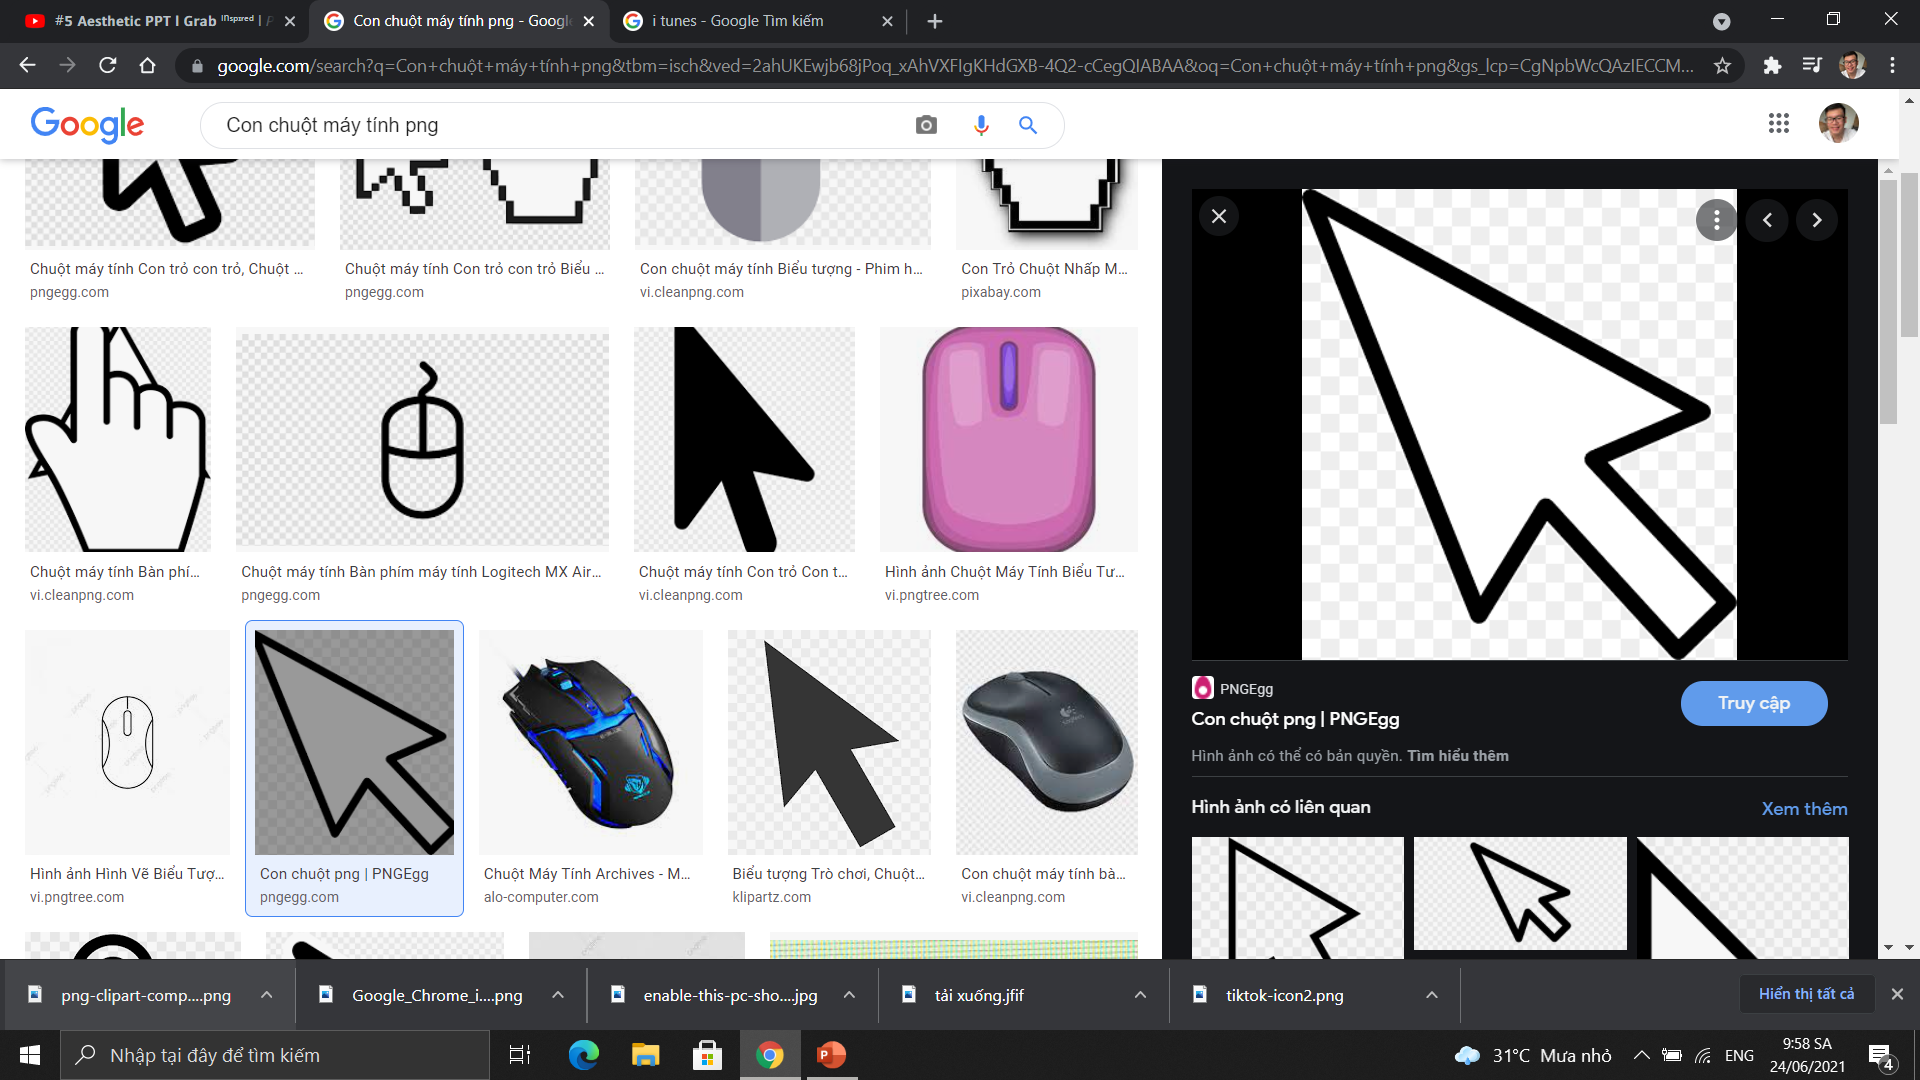 #5 Aesthetic PPT I Grab
Con chuột máy tính png - Google
i tunes - Google Tìm kiếm
google.com/search?q=Con+chuột+máy+tính+png&tbm=isch&ved=2ahUKEwjb68jPoq_xAhVXFIgKHdGXB-4Q2-cCegQIABAA&oq=Con+chuột+máy+tính+png&gs_lcp=CgNpbWcQAzIECCM...
Google
Con chuột máy tính png
Chuột máy tính Con trỏ con trỏ, Chuột ...
pngegg.com
Chuột máy tính Con trỏ con trỏ Biểu ...
pngegg.com
Con chuột máy tính Biểu tượng - Phim h...
vi.cleanpng.com
Con Trỏ Chuột Nhấp M...
pixabay.com
Chuột máy tính Bàn phí...
vi.cleanpng.com
Chuột máy tính Bàn phím máy tính Logitech MX Air...
pngegg.com
Chuột máy tính Con trỏ Con t...
vi.cleanpng.com
Hình ảnh Chuột Máy Tính Biểu Tư...
vi.pngtree.com
Hình ảnh Hình Vẽ Biểu Tượ...
vi.pngtree.com
Con chuột png | PNGEgg
pngegg.com
Chuột Máy Tính Archives - M...
alo-computer.com
Biểu tượng Trò chơi, Chuột...
klipartz.com
Con chuột máy tính bà...
vi.cleanpng.com
PNGEgg
Con chuột png | PNGEgg
Truy cập
Hình ảnh có thể có bản quyền. Tìm hiểu thêm
Hình ảnh có liên quan
Xem thêm
png-clipart-comp....png
Google_Chrome_i....png
enable-this-pc-sho....jpg
tải xuống.jfif
tiktok-icon2.png
Hiển thị tất cả
Nhập tại đây để tìm kiếm
31°C Mưa nhỏ
ENG
9:58 SA
24/06/2021
4